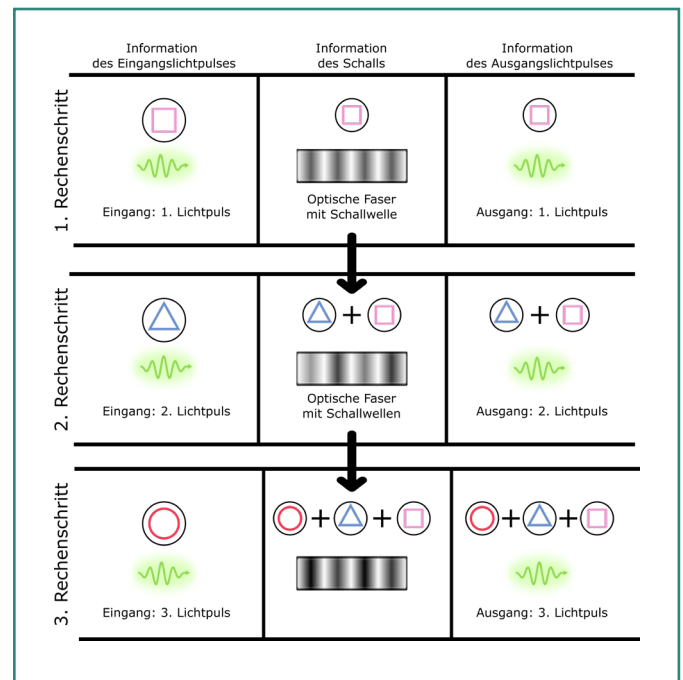 Information
des Eingangslichtpulses
Information
des Schalls
Information
des Ausgangslichtpulses
1. Rechenschritt
Eingang: 1. Lichtpuls
Optische Faser
mit Schallwelle
Ausgang: 1. Lichtpuls
2. Rechenschritt
+
+
Eingang: 2. Lichtpuls
Optische Faser
mit Schallwellen
Ausgang: 2. Lichtpuls
3. Rechenschritt
+ +
+ +
Eingang: 3. Lichtpuls
Ausgang: 3. Lichtpuls